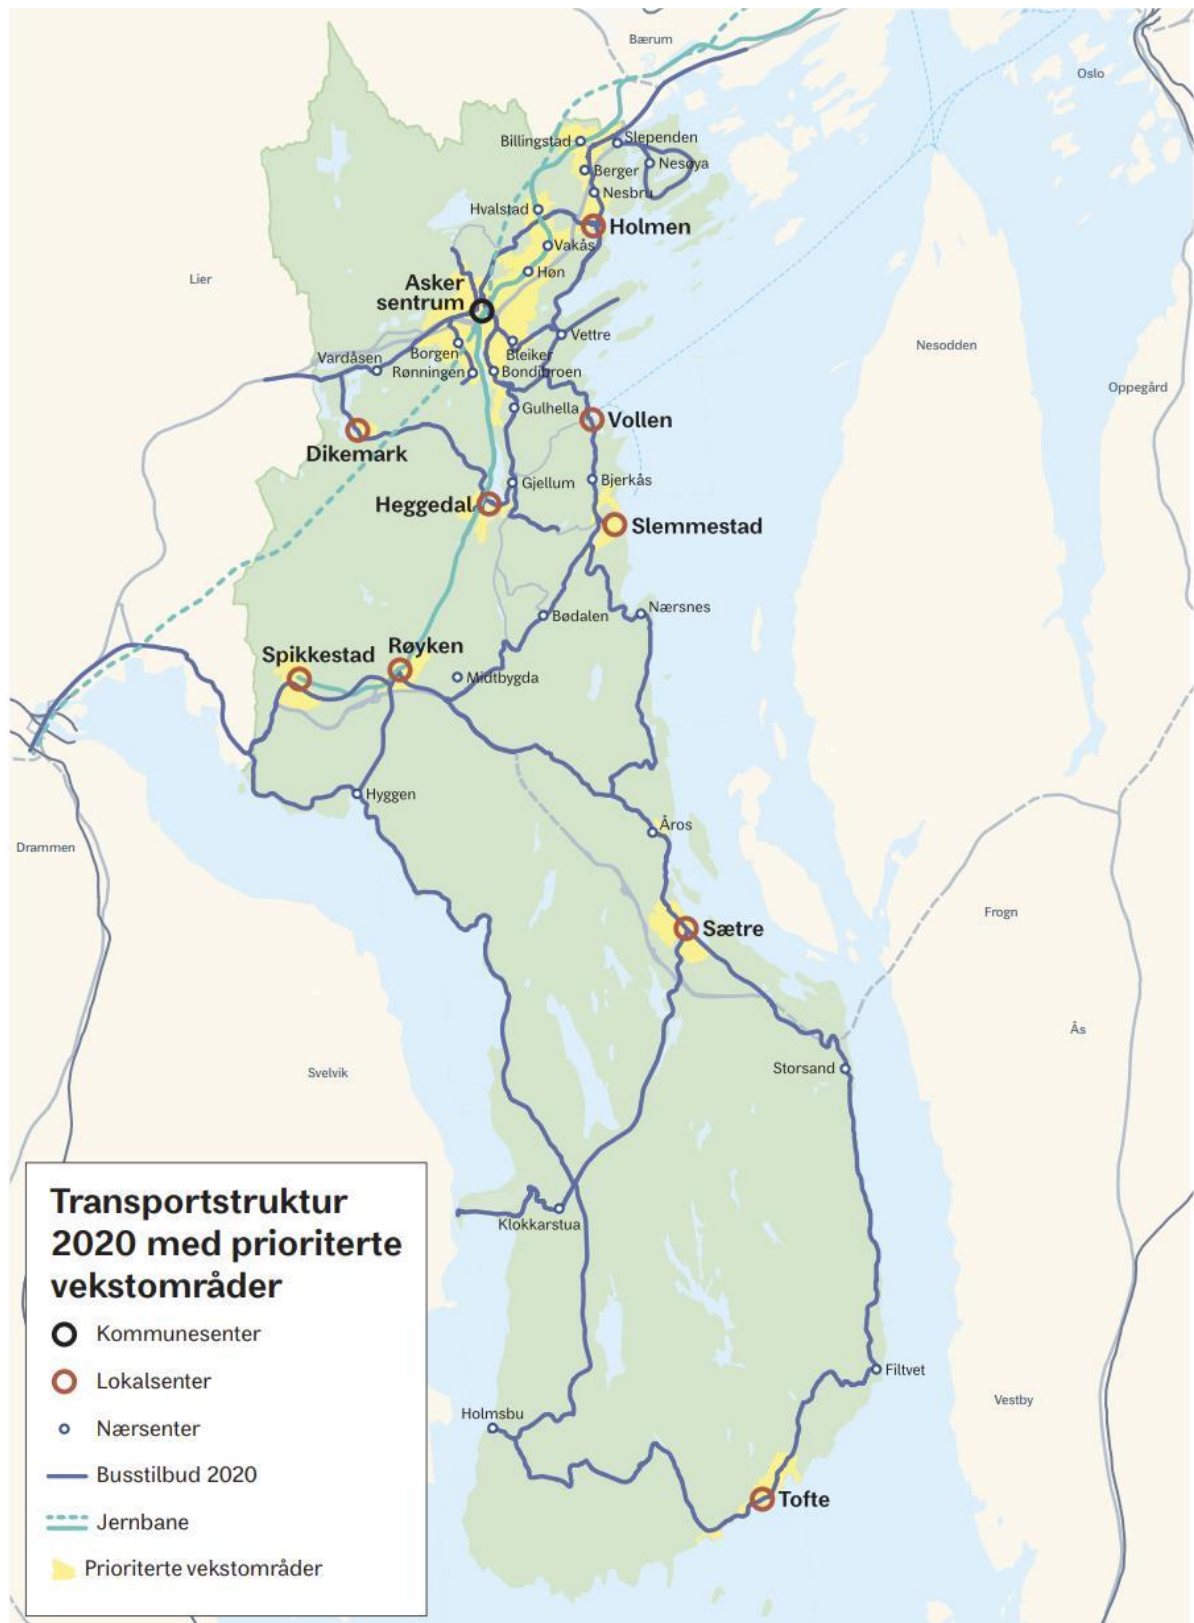 Bærum
Oslo
Billingstad
Slependen
Berger
Nesøya
Nesbru
Hvalstad
Holmen
Vakås
Høn
Lier
Asker
sentrum
Vettre
Nesodden
Borgen
Bleiker
Vardåsen
Rønningen
Bondibroen
Oppegård
Gulhella
Vollen
Dikemark
Gjellum
Bjerkås
Heggedal
Slemmestad
Bødalen
Nærsnes
Spikkestad
Røyken
Midtbygda
Hyggen
Åros
Drammen
Frogn
Sætre
Ås
Storsand
Svelvik
Klokkarstua
Filtvet
Vestby
Holmsbu
Tofte
Transportstruktur
2020 med prioriterte
vekstområder
Kommunesenter
Lokalsenter
Nærsenter
Busstilbud 2020
Jernbane
Prioriterte vekstområder